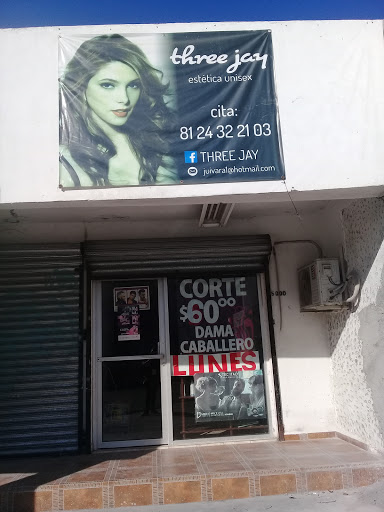 three jay
estética unisex
cita:
81 24 32 21 03
THREE JAY
juivaral@hotmail.com
CORTE
$60.00
DAMA
CABALLERO
LUNES